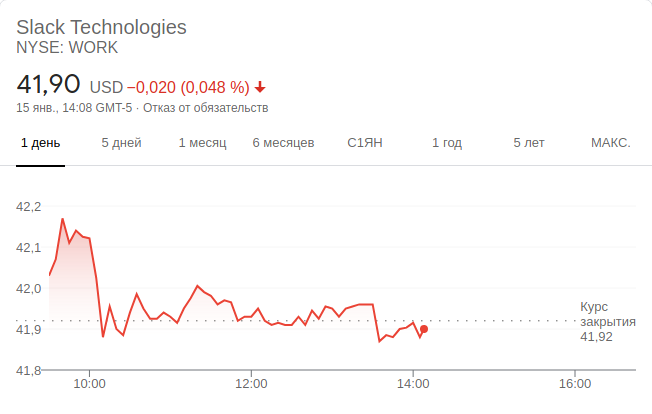 Slack Technologies
NYSE: WORK
41,90 USD −0,020 (0,048 %)
15 янв., 14:08 GMT-5 · Отказ от обязательств
1 день 5 дней 1 месяц 6 месяцев С1ЯН 1 год 5 лет МАКС.
42,2
42,1
42,0
41,9
41,8
Курс
закрытия
41,92
10:00 12:00 14:00 16:00